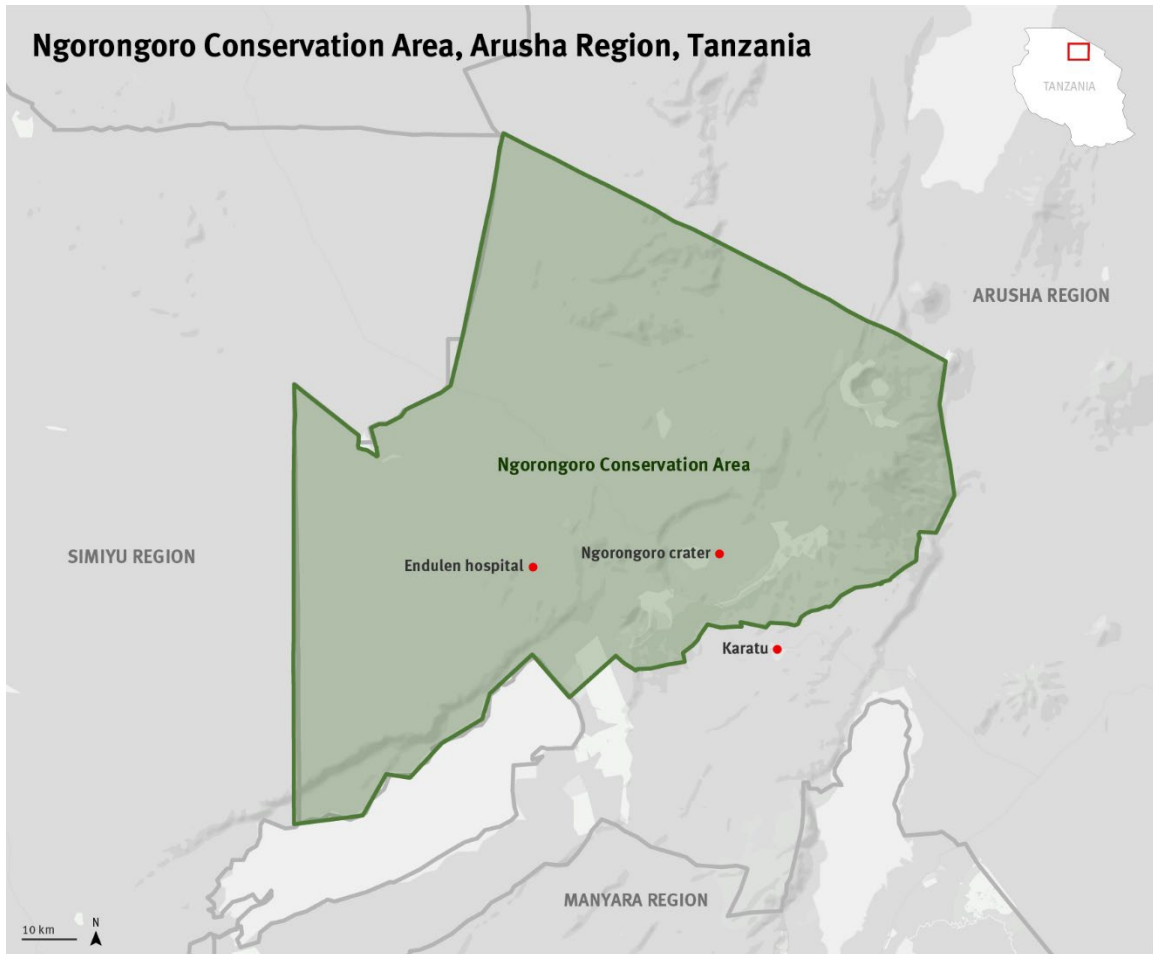 Ngorongoro Conservation Area, Arusha Region, Tanzania
TANZANIA
ARUSHA REGION
Ngorongoro Conservation Area
SIMIYU REGION
Endulen hospital
Ngorongoro crater
Karatu
MANYARA REGION
10 km
N